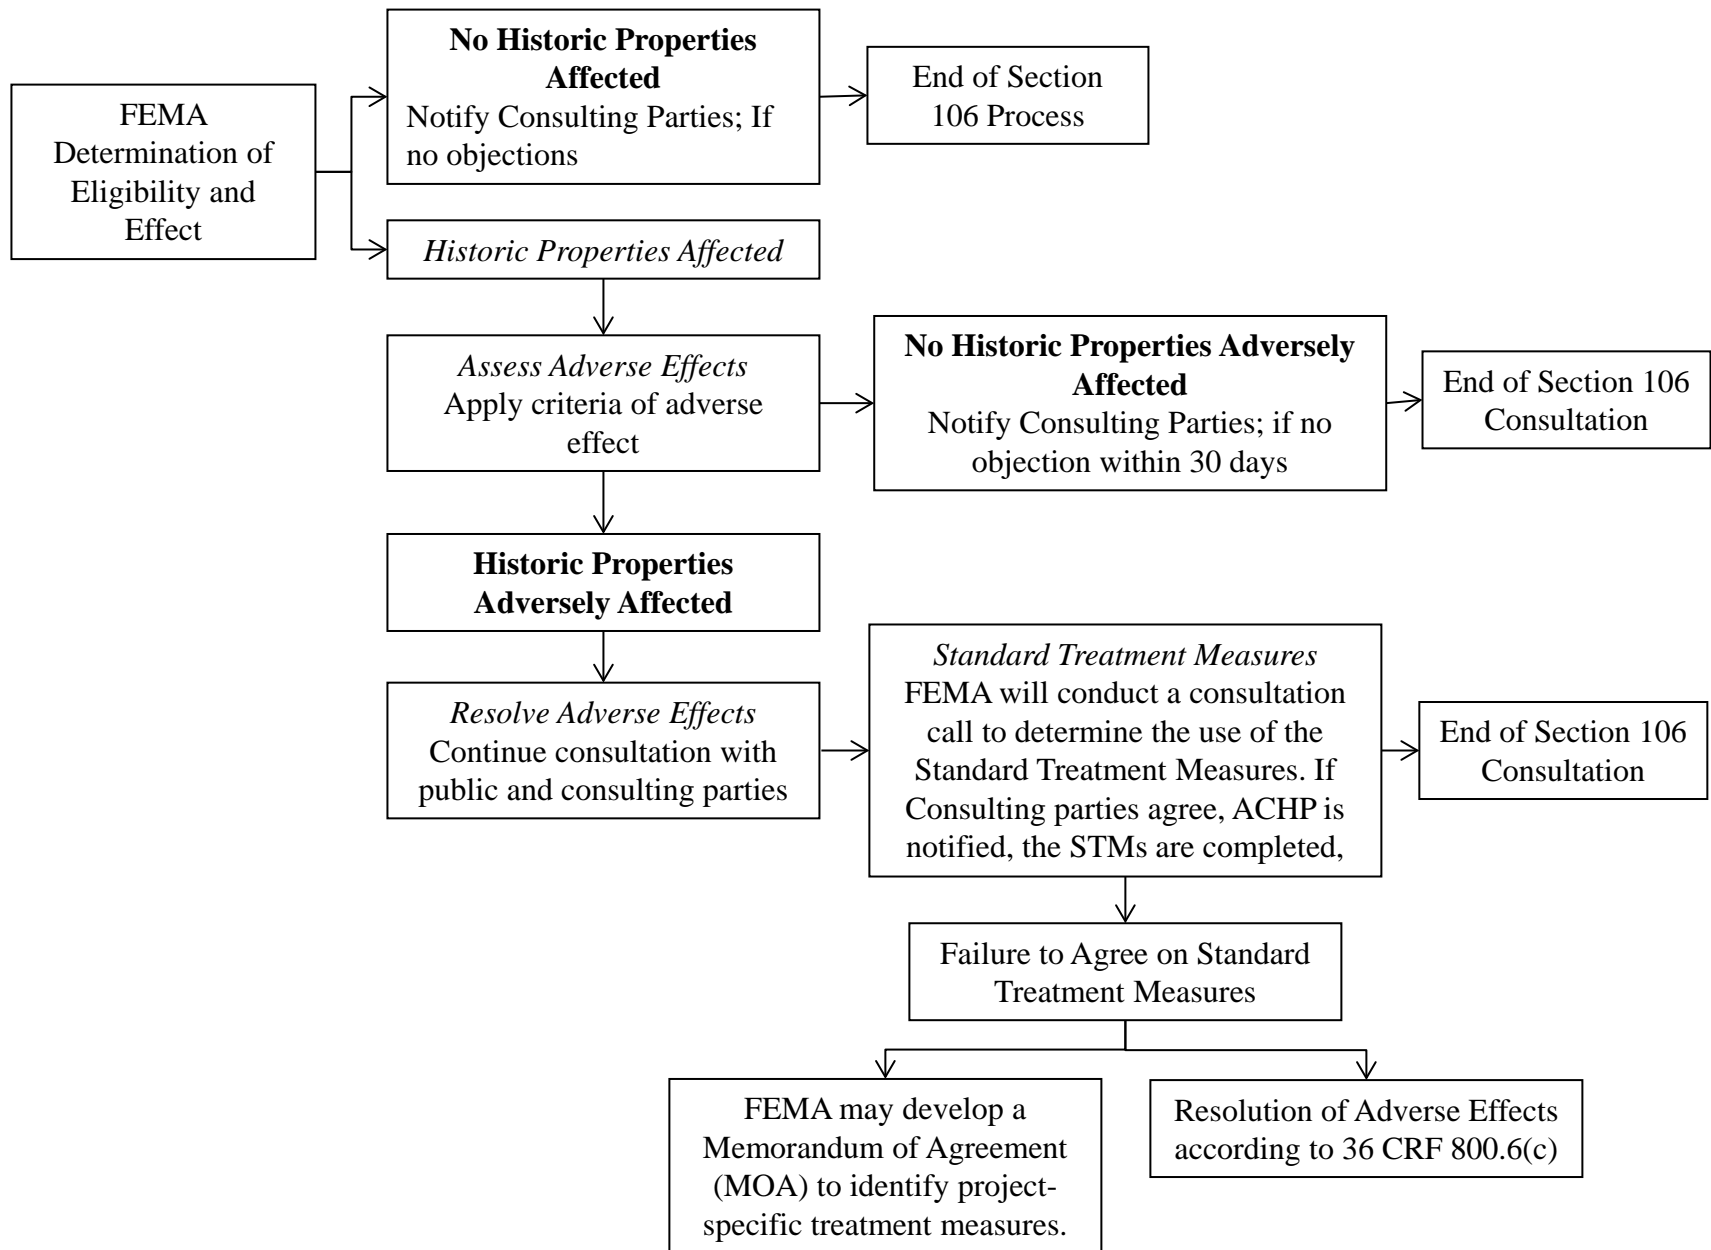 FEMA
Determination of
Eligibility and
Effect
No Historic Properties
Affected
Notify Consulting Parties; If
no objections
End of Section
106 Process
Historic Properties Affected
Assess Adverse Effects
Apply criteria of adverse
effect
No Historic Properties Adversely
Affected
Notify Consulting Parties; if no
objection within 30 days
End of Section 106
Consultation
Historic Properties
Adversely Affected
Resolve Adverse Effects
Continue consultation with
public and consulting parties
Standard Treatment Measures
FEMA will conduct a consultation
call to determine the use of the
Standard Treatment Measures. If
Consulting parties agree, ACHP is
notified, the STMs are completed,
End of Section 106
Consultation
Failure to Agree on Standard
Treatment Measures
FEMA may develop a
Memorandum of Agreement
(MOA) to identify project-
specific treatment measures.
Resolution of Adverse Effects
according to 36 CRF 800.6(c)